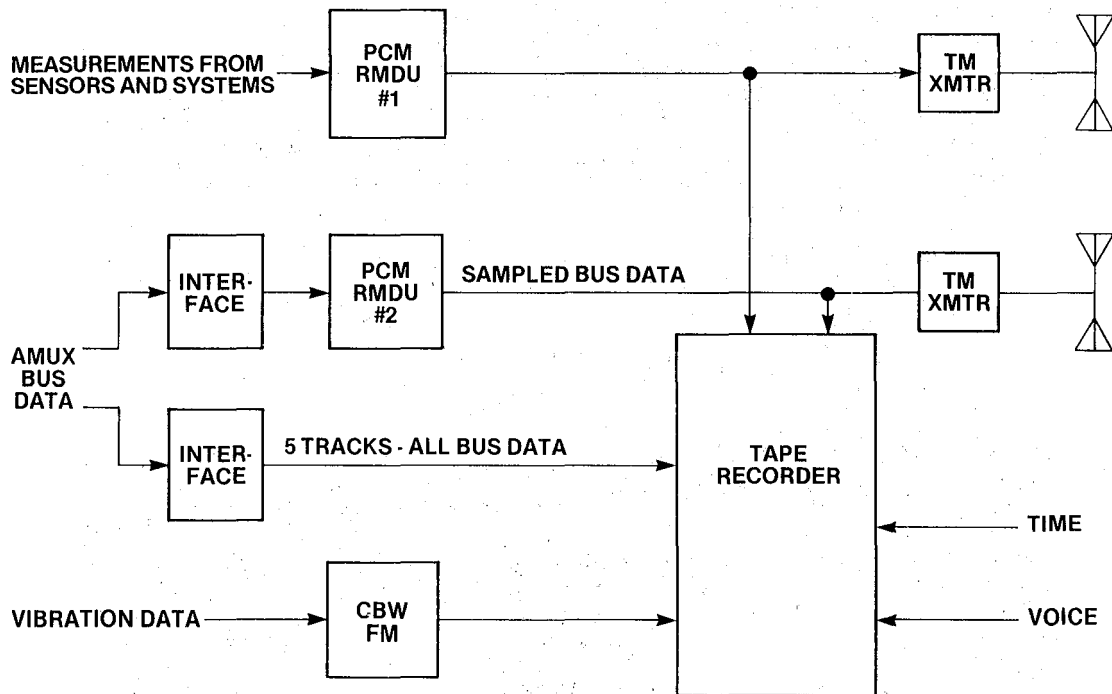 MEASUREMENTS FROM
SENSORS AND SYSTEMS
PCM
RMDU
#1
TM
XMTR
INTER-
FACE
PCM
RMDU
#2
SAMPLED BUS DATA
TM
XMTR
AMUX
BUS
DATA
INTER-
FACE
5 TRACKS - ALL BUS DATA
TAPE
RECORDER
TIME
VIBRATION DATA
CBW
FM
VOICE